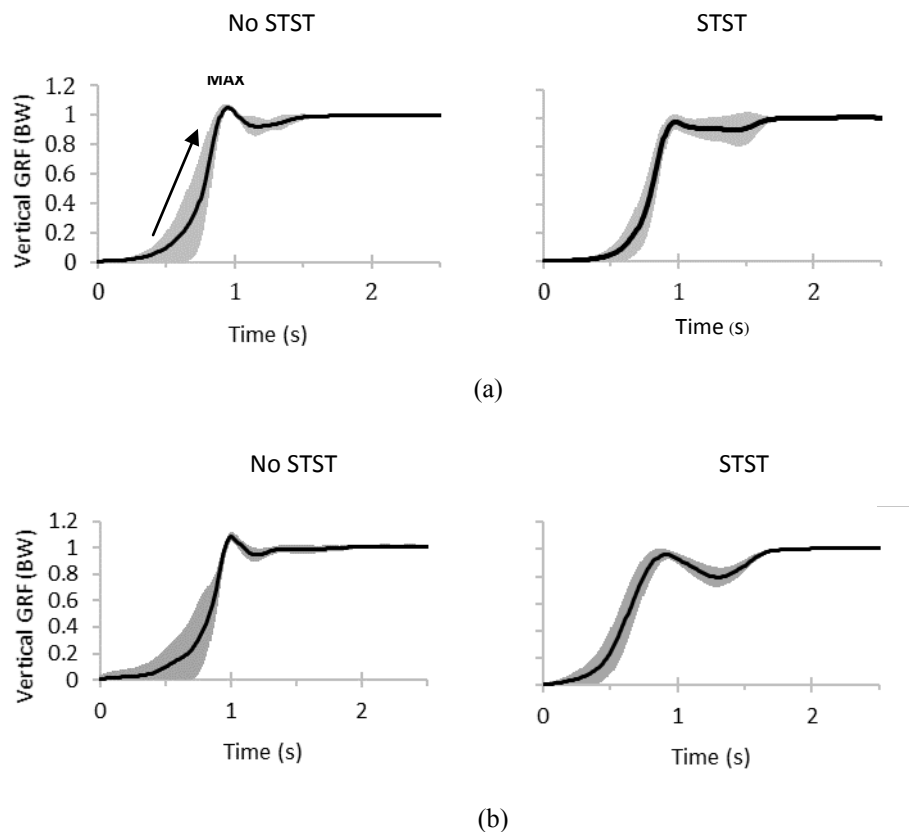 No STST
STST
MAX
Vertical GRF (BW)
1.2
1
0.8
0.6
0.4
0.2
0
0
1
2
Time (s)
0
1
2
Time (s)
(a)
No STST
STST
Vertical GRF (BW)
1.2
1
0.8
0.6
0.4
0.2
0
0
1
2
Time (s)
0
1
2
Time (s)
(b)